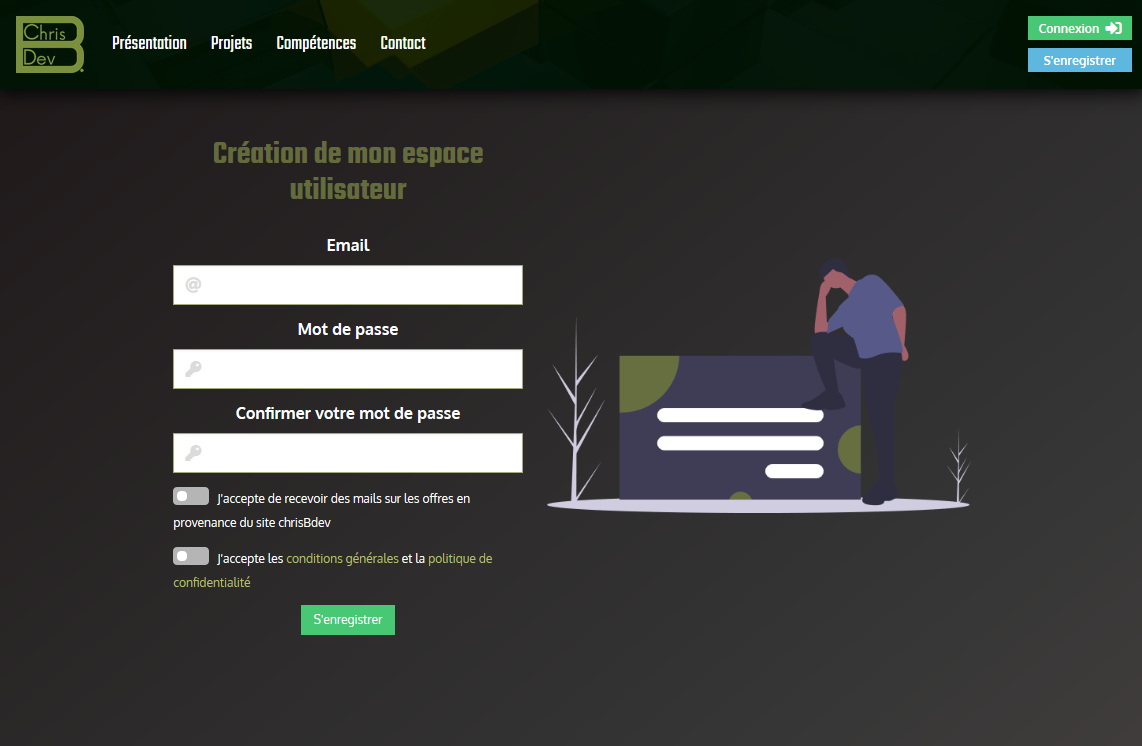 Chris
Dev
Présentation
Projets
Compétences
Contact
Connexion
S'enregistrer
Création de mon espace
utilisateur
Email
@
Mot de passe
Confirmer votre mot de passe
J'accepte de recevoir des mails sur les offres en
provenance du site chrisBdev
J'accepte les conditions générales et la politique de
confidentialité
S'enregistrer